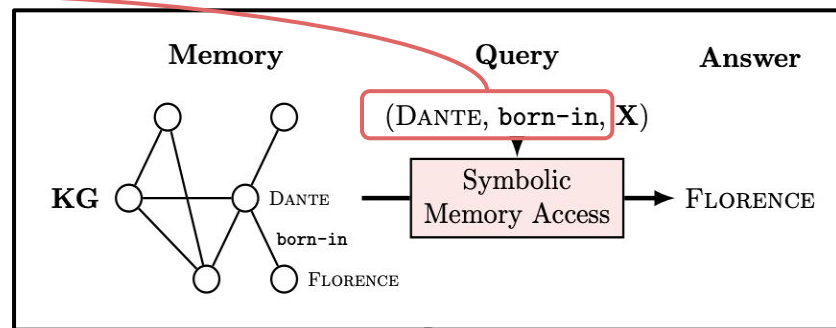 Memory
Query
Answer
(DANTE, born-in, X)
KG
DANTE
born-in
FLORENCE
Symbolic
Memory Access
FLORENCE